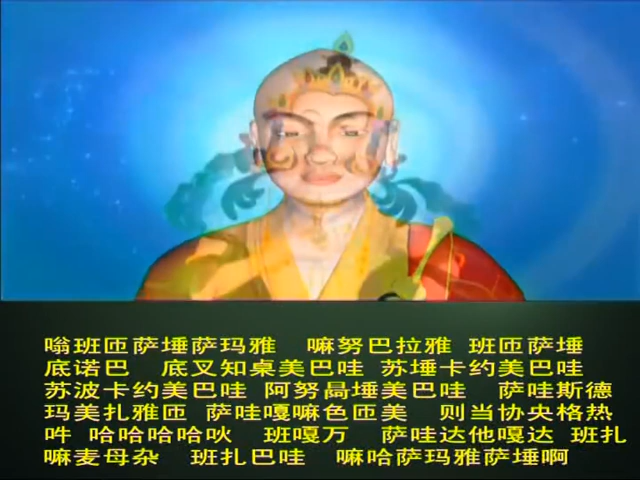 嗡班匝萨埵萨玛雅 嘛努巴拉雅 班匝萨埵
底诺巴 底叉知桌美巴哇 苏埵卡约美巴哇
苏波卡约美巴哇 阿努晶埵美巴哇 萨哇斯德
玛美扎雅匝 萨哇嘎嘛色匝美 则当协央格热
吽 哈哈哈哈吙 班嘎万 萨哇达他嘎达 班扎
嘛麦母杂 班扎巴哇 嘛哈萨玛雅萨埵啊